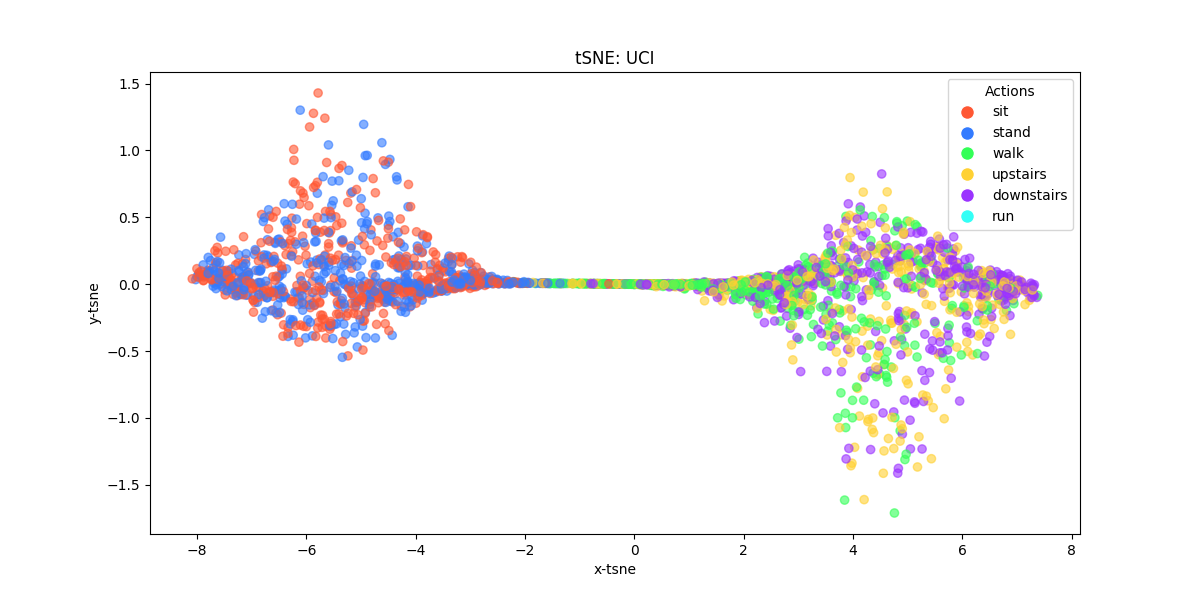 tSNE: UCI
1.5
1.0
0.5
0.0
−0.5
−1.0
−1.5
y-tsne
Actions
sit
stand
walk
upstairs
downstairs
run
−8
−6
−4
−2
0
2
4
6
8
x-tsne